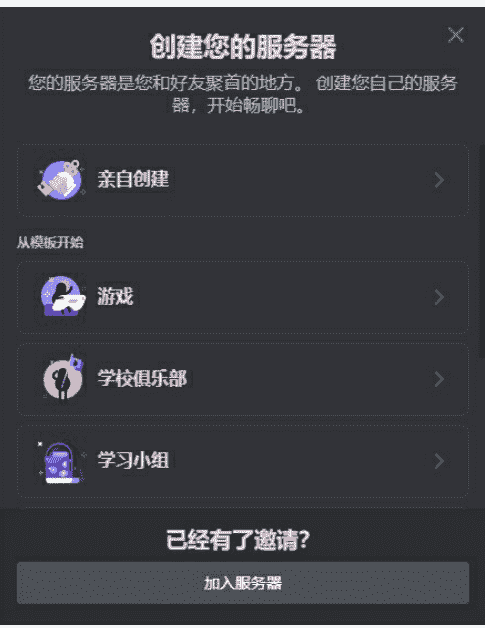 创建您的服务器
您的服务器是您和好友聚首的地方。 创建您自己的服务
器，开始畅聊吧。
亲自创建
从模板开始
游戏
学校俱乐部
学习小组
已经有了邀请？
加入服务器